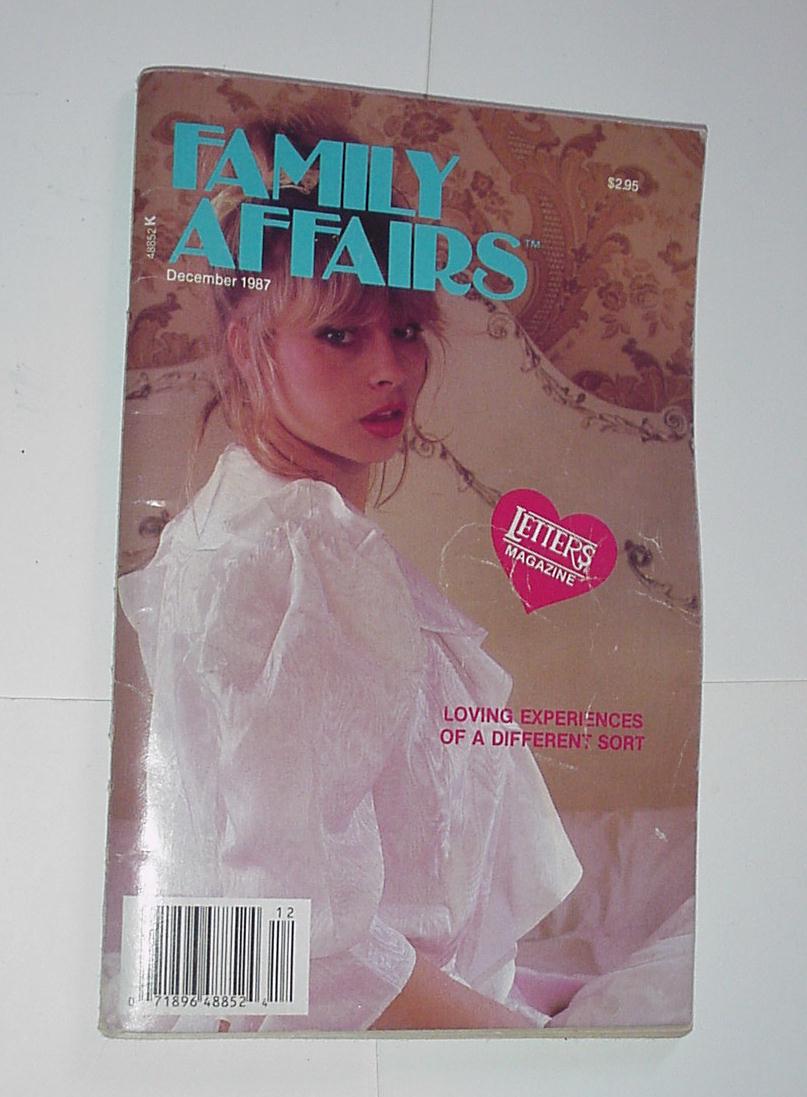 FAMILY
AFFAIRS™
$2.95
48852 K
December 1987
LETTERS
MAGAZINE
LOVING EXPERIENCES
OF A DIFFERENT SORT
12
0 71896 48852 4